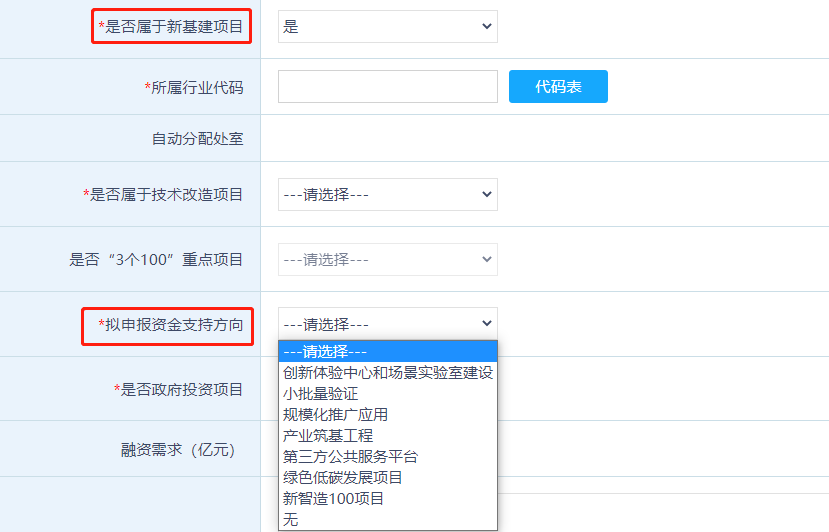 *是否属于新基建项目 是
*所属行业代码 代码表
自动分配处室
*是否属于技术改造项目 ---请选择---
是否“3个100”重点项目 ---请选择---
*拟申报资金支持方向 ---请选择---
---请选择---
创新体验中心和场景实验室建设
小批量验证
规模化推广应用
产业筑基工程
第三方公共服务平台
绿色低碳发展项目
新智造100项目
无
*是否政府投资项目
融资需求（亿元）